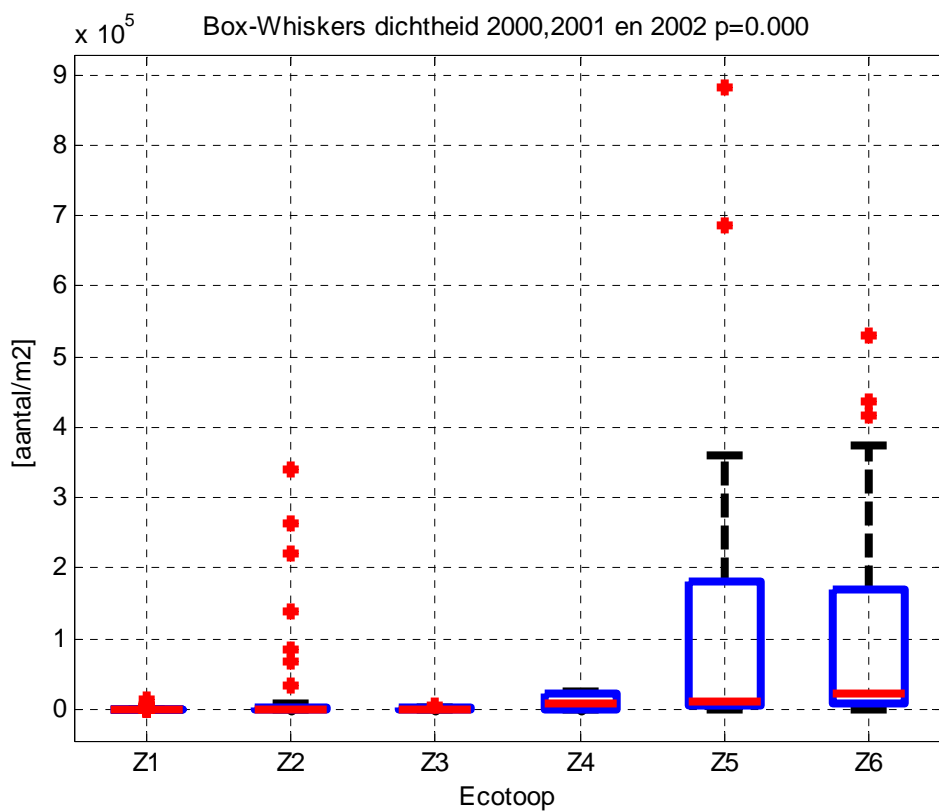 x 10^5
Box-Whiskers dichtheid 2000,2001 en 2002 p=0.000
9
8
7
6
5
4
3
2
1
0
[aantal/m2]
Z1 Z2 Z3 Z4 Z5 Z6
Ecotoop